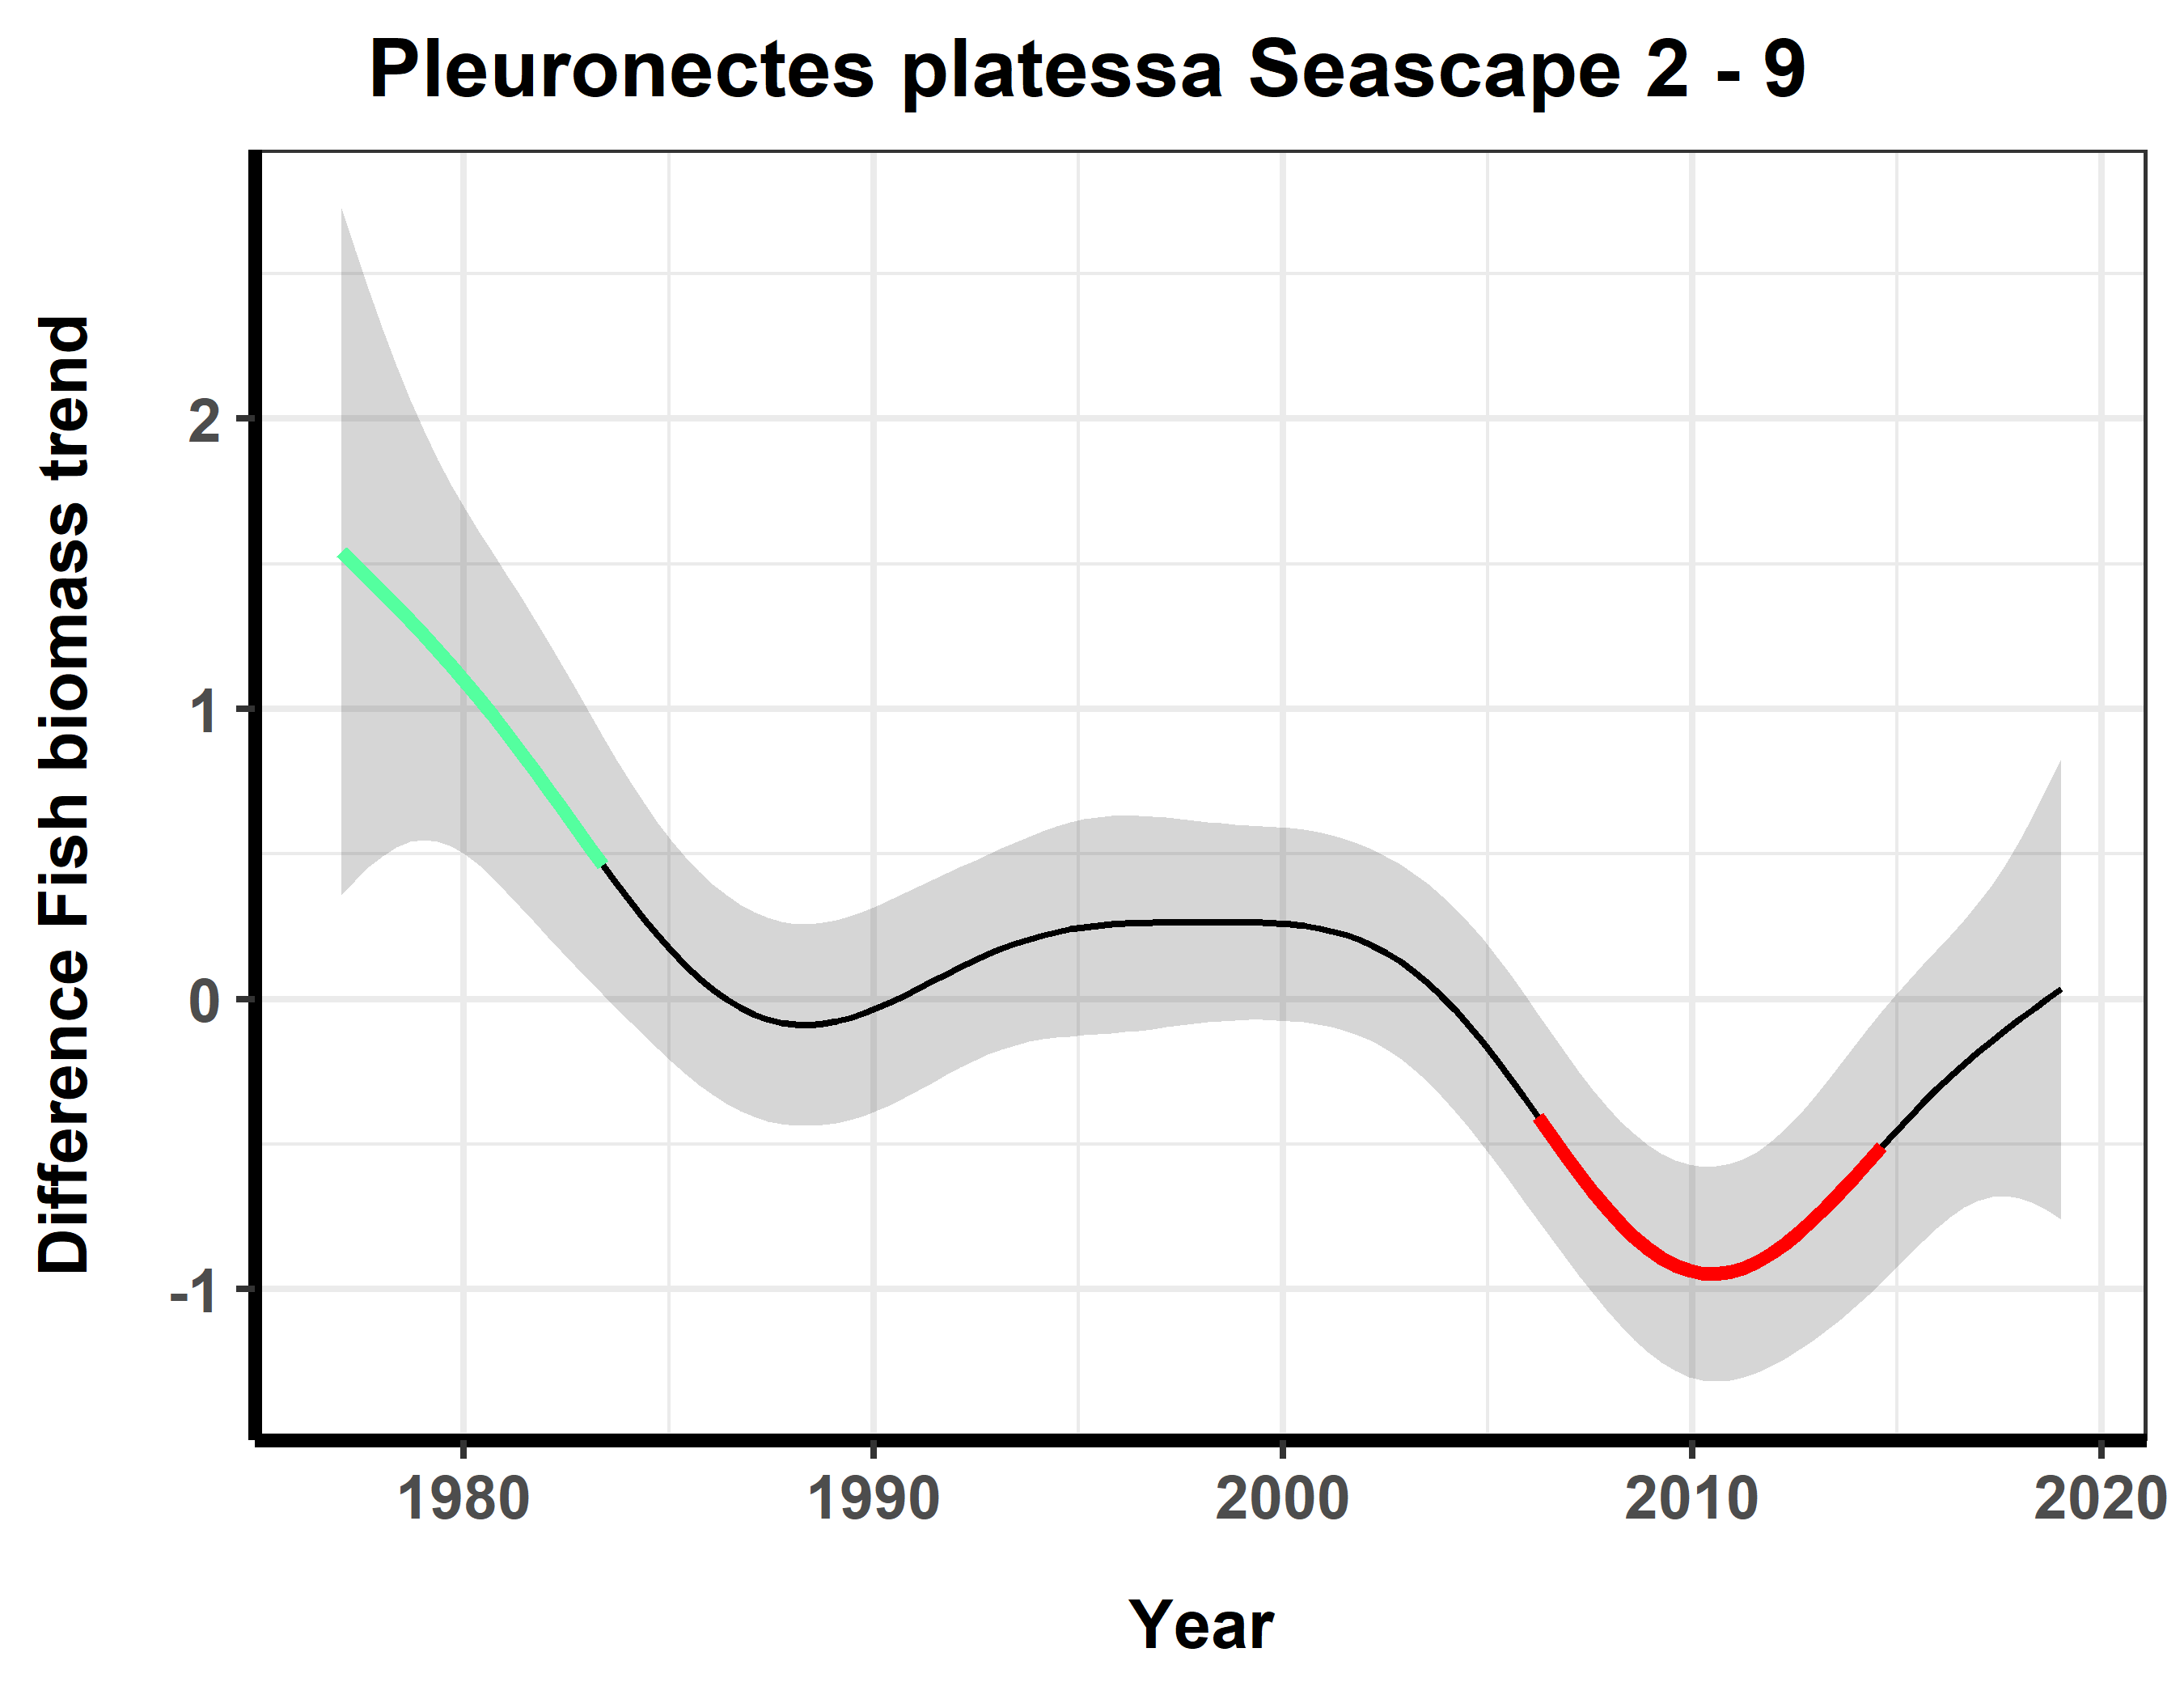 Pleuronectes platessa Seascape 2 - 9
Difference Fish biomass trend
2
1
0
-1
1980 1990 2000 2010 2020
Year